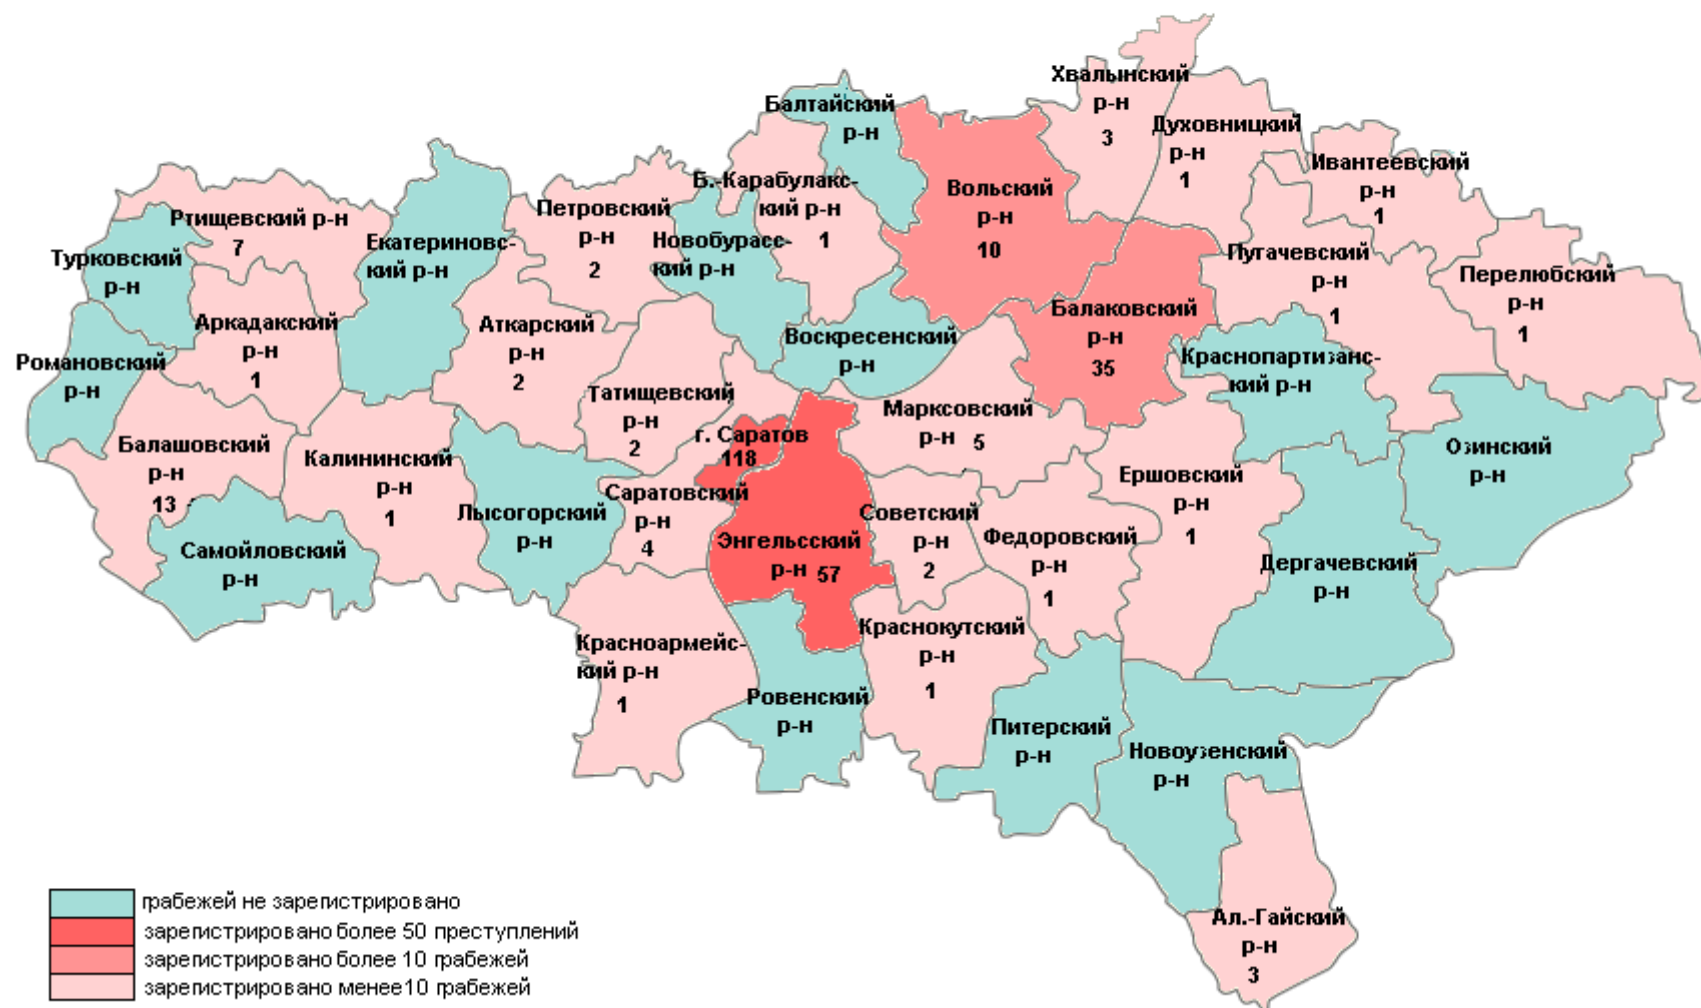 Хвалынский
р-н
3
Балтайский
р-н
Духовницкий
р-н
1
Ивантеевский
р-н
1
Б.-Карабулакс-
кий р-н
1
Вольский
р-н
10
Ртищевский р-н
7
Петровский
р-н
2
Екатериновс-
кий р-н
Новобурасс-
кий р-н
Турковский
р-н
Пугачевский
р-н
1
Перелюбский
р-н
1
Аркадакский
р-н
1
Аткарский
р-н
2
Воскресенский
р-н
Балаковский
р-н
35
Романовский
р-н
Краснопартизанс-
кий р-н
Татищевский
р-н
2
Марксовский
р-н 5
г. Саратов
118
Балашовский
р-н
13
Калининский
р-н
1
Озинский
р-н
Ершовский
р-н
1
Саратовский
р-н
4
Лысогорский
р-н
Советский
р-н
2
Федоровский
р-н
1
Энгельсский
р-н 57
Самойловский
р-н
Дергачевский
р-н
Красноармейс-
кий р-н
1
Краснокутский
р-н
1
Ровенский
р-н
Питерский
р-н
Новоузенский
р-н
Ал.-Гайский
р-н
3
грабежей не зарегистрировано
зарегистрировано более 50 преступлений
зарегистрировано более 10 грабежей
зарегистрировано менее10 грабежей